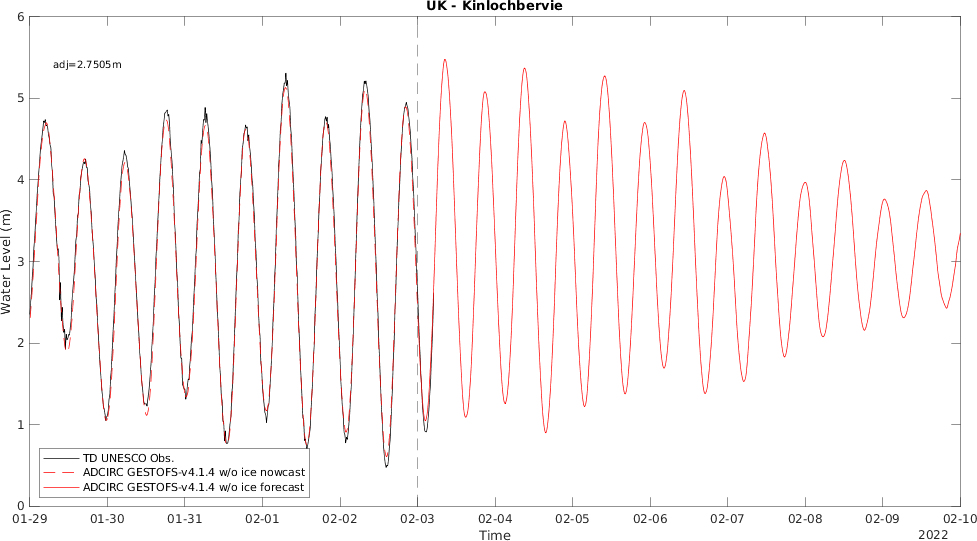 UK - Kinlochbervie
adj=2.7505m
Water Level (m)
6
5
4
3
2
1
0
TD UNESCO Obs.
ADCIRC GESTOFS-v4.1.4 w/o ice nowcast
ADCIRC GESTOFS-v4.1.4 w/o ice forecast
01-29 01-30 01-31 02-01 02-02 02-03 02-04 02-05 02-06 02-07 02-08 02-09 02-10
Time
2022